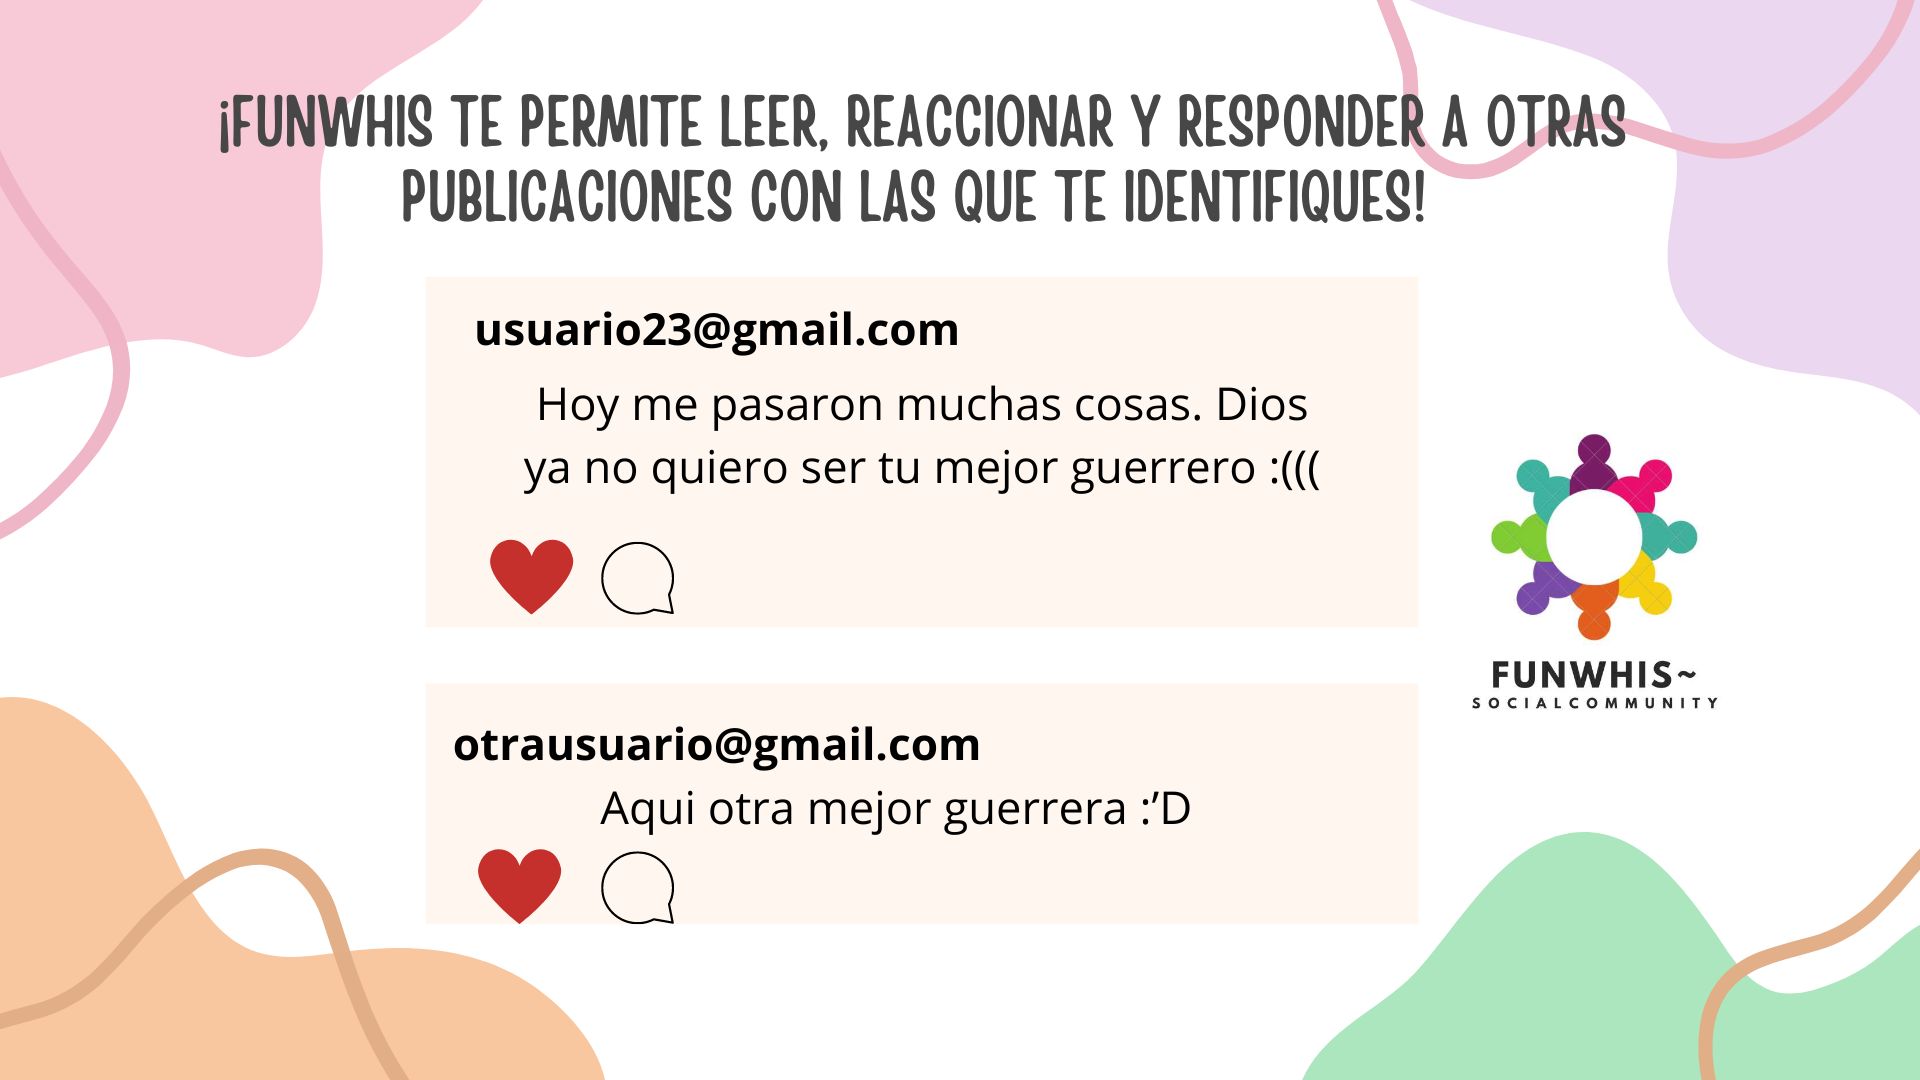 ¡FUNWHIS TE PERMITE LEER, REACCIONAR Y RESPONDER A OTRAS
PUBLICACIONES CON LAS QUE TE IDENTIFIQUES!
usuario23@gmail.com
Hoy me pasaron muchas cosas. Dios
ya no quiero ser tu mejor guerrero :(((
FUNWHIS~
SOCIALCOMMUNITY
otrausuario@gmail.com
Aqui otra mejor guerrera :’D